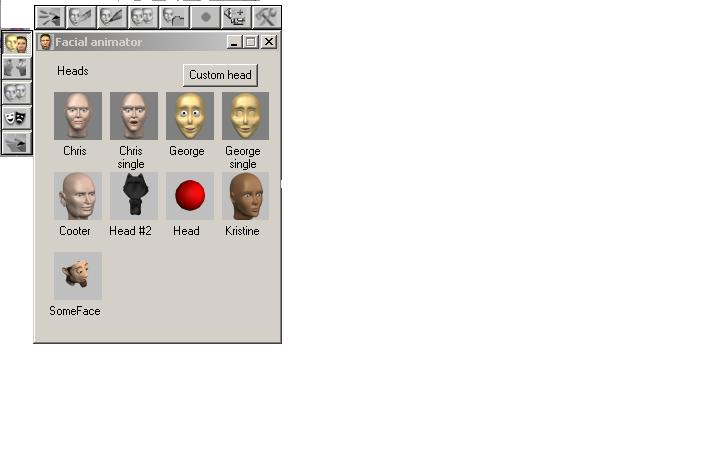 Facial animator
Heads
Custom head
Chris
Chris single
George
George single
Cooter
Head #2
Head
Kristine
SomeFace